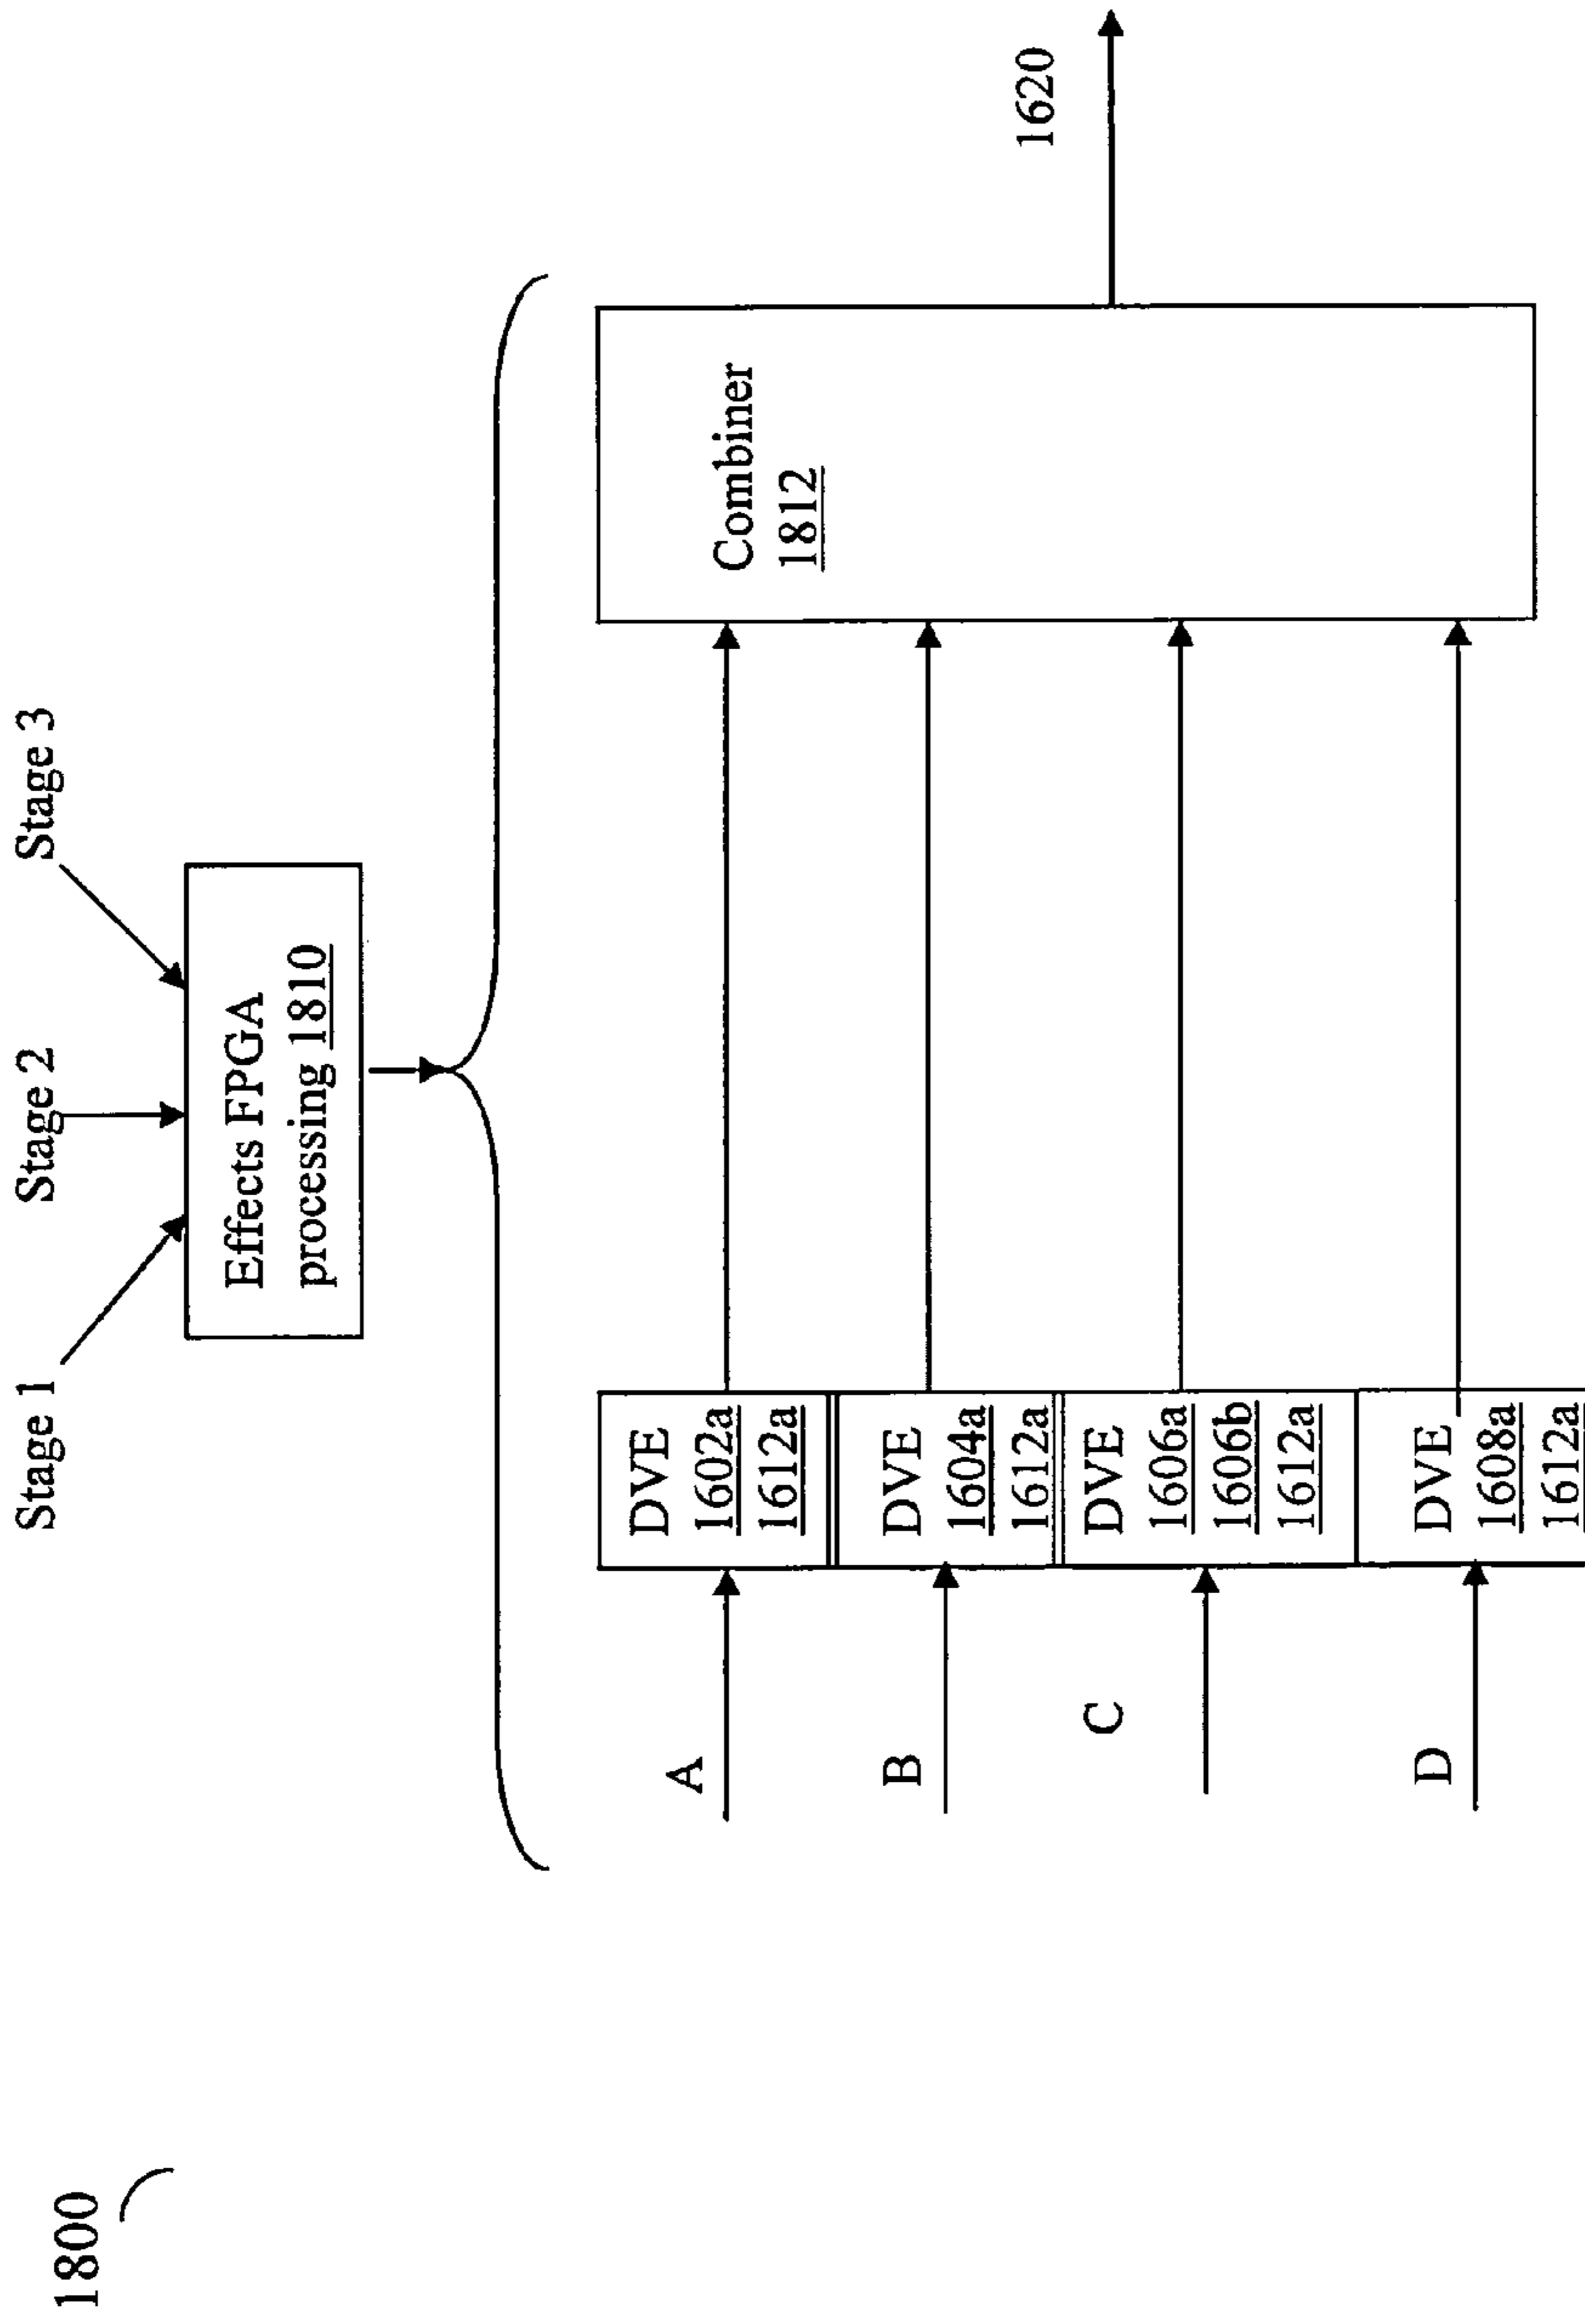 1800
Stage 1
Stage 2
Stage 3
Effects FPGA
processing 1810
A
DVE
1602a
1612a
B
DVE
1604a
1612a
C
DVE
1606a
1606b
1612a
D
DVE
1608a
1612a
Combiner
1812
1620